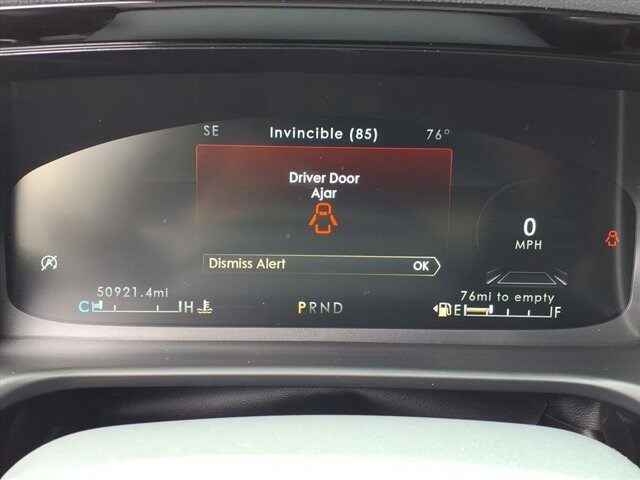 SE Invincible (85) 76°
Driver Door
Ajar
0
MPH
Dismiss Alert OK
50921.4mi
76mi to empty
C H PRND E F